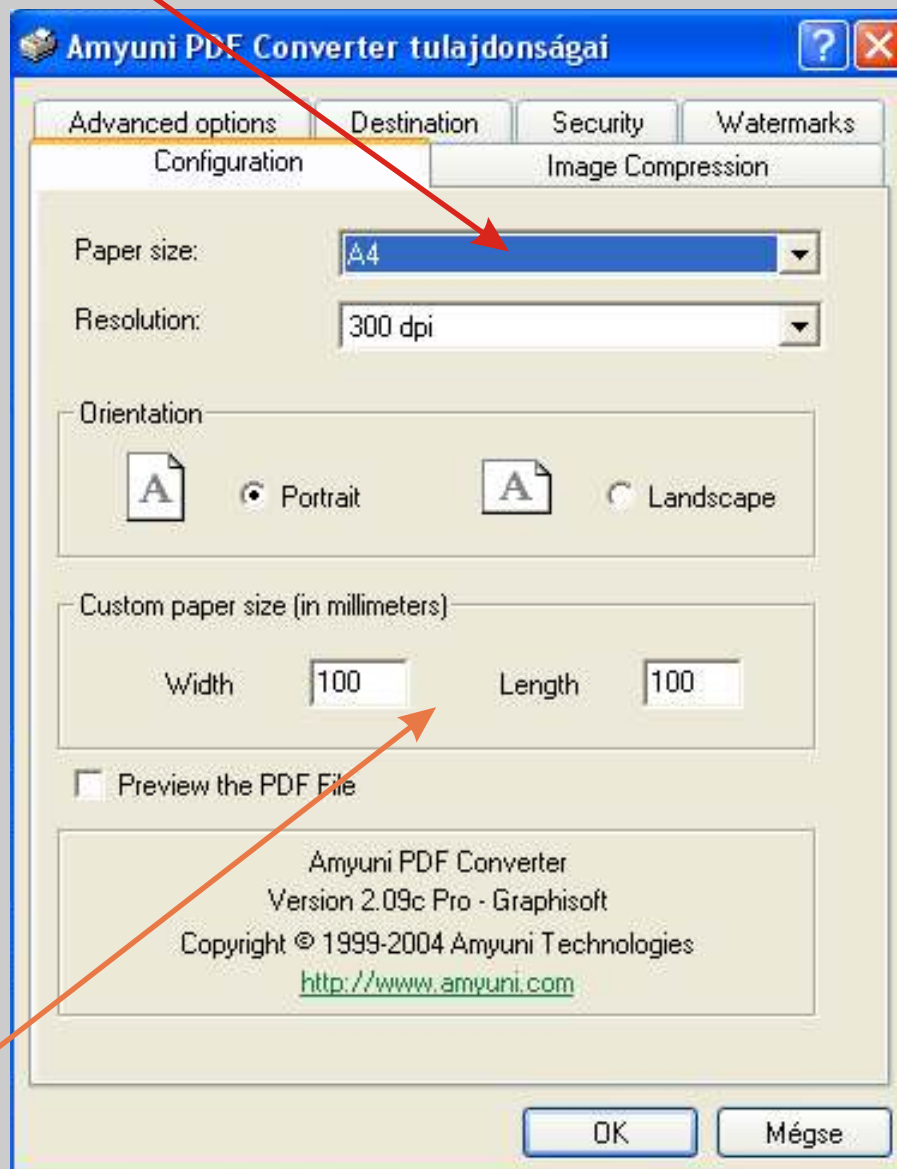 Amyuni PDF Converter tulajdonságai
Advanced options Destination Security Watermarks
Configuration Image Compression
Paper size: A4
Resolution: 300 dpi
Orientation
A Portrait A Landscape
Custom paper size (in millimeters)
Width 100 Length 100
Preview the PDF File
Amyuni PDF Converter
Version 2.09c Pro - Graphisoft
Copyright © 1999-2004 Amyuni Technologies
http://www.amyuni.com
OK Mégse